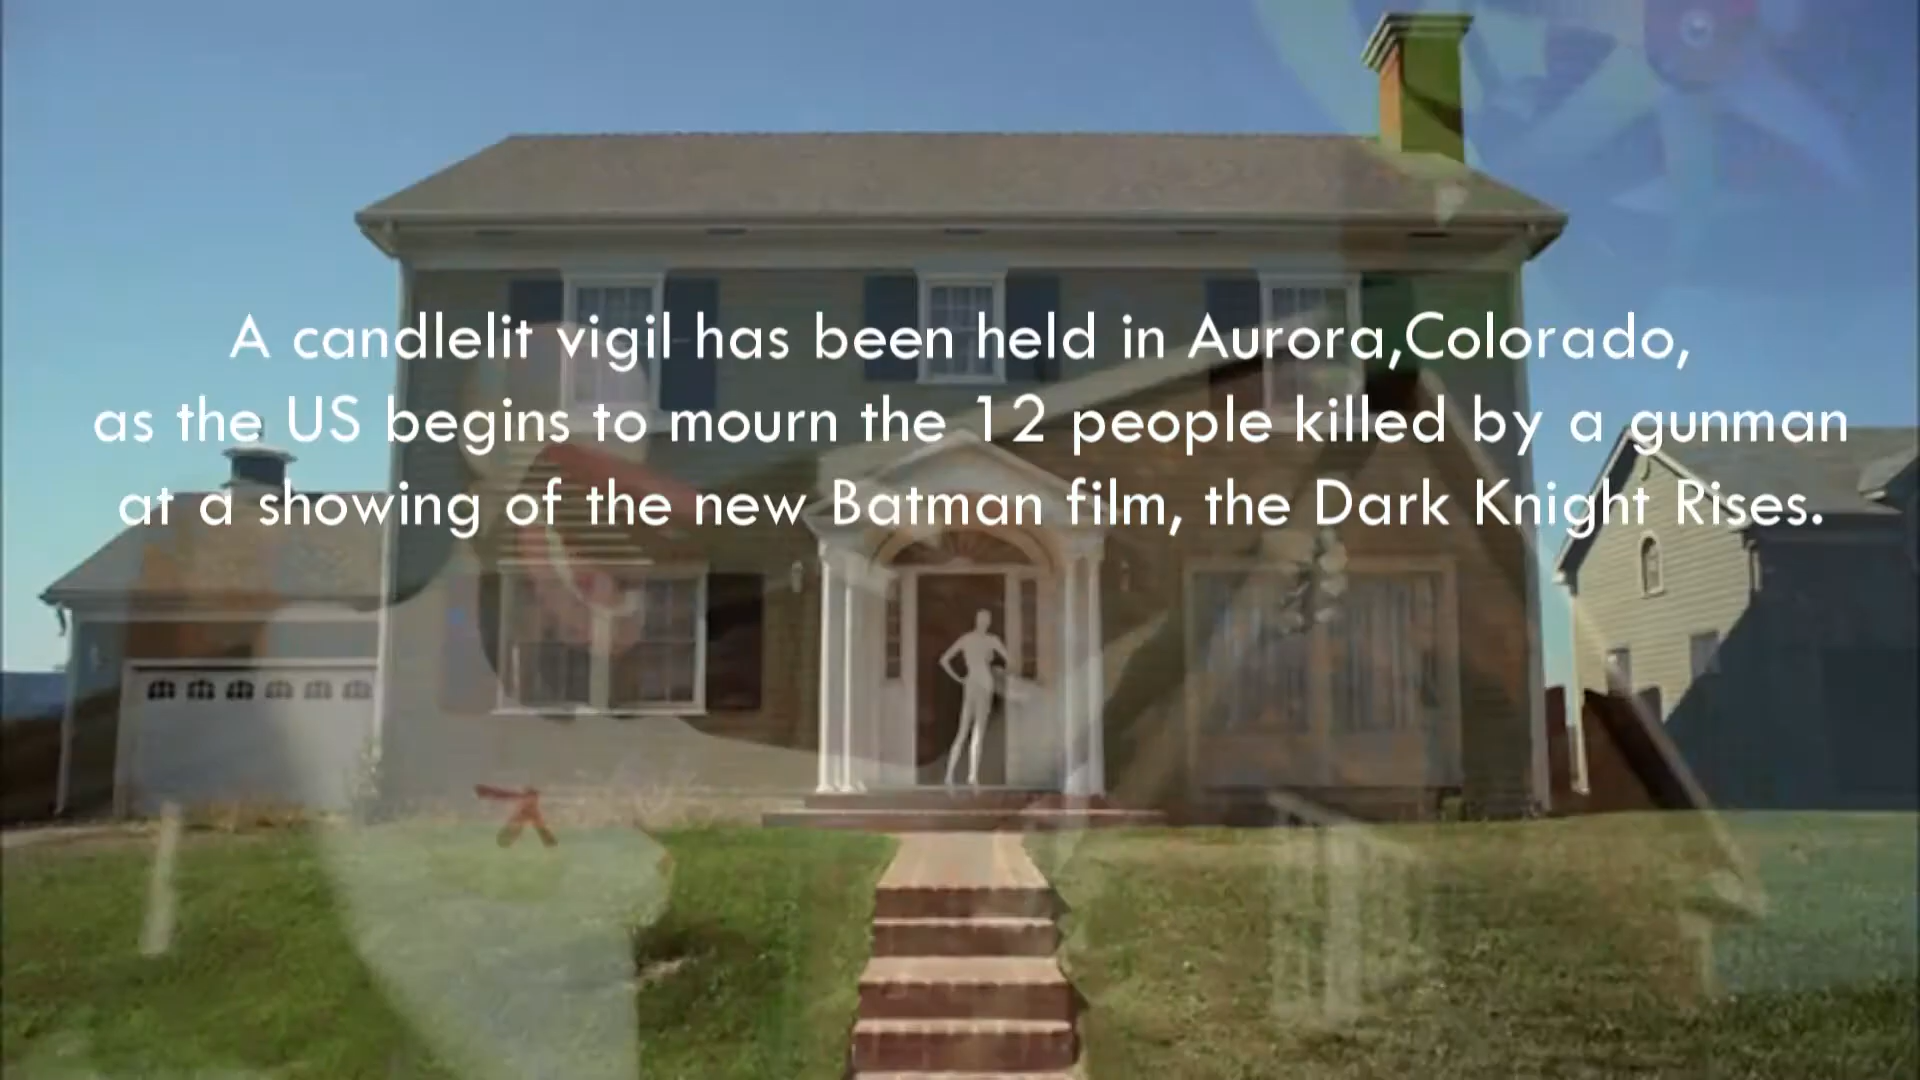 A candlelit vigil has been held in Aurora,Colorado,
as the US begins to mourn the 12 people killed by a gunman
at a showing of the new Batman film, the Dark Knight Rises.